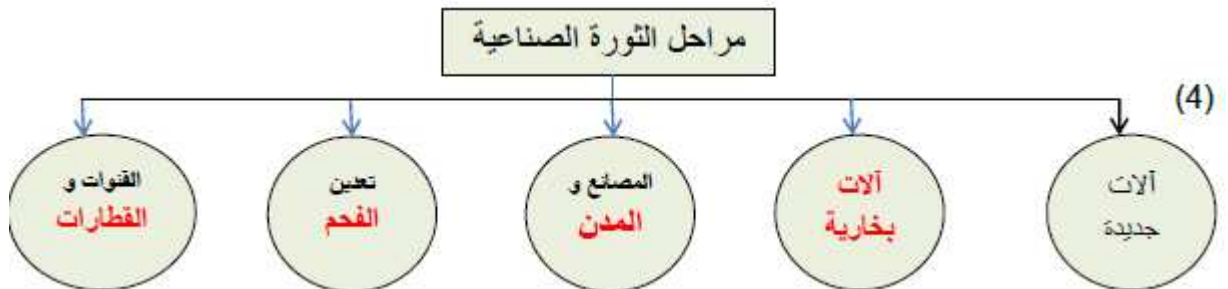 مراحل الثورة الصناعية
(4)
آلات
جديدة
آلات
بخارية
المصانع و
المدن
تعدين
الفحم
القنوات و
القطارات